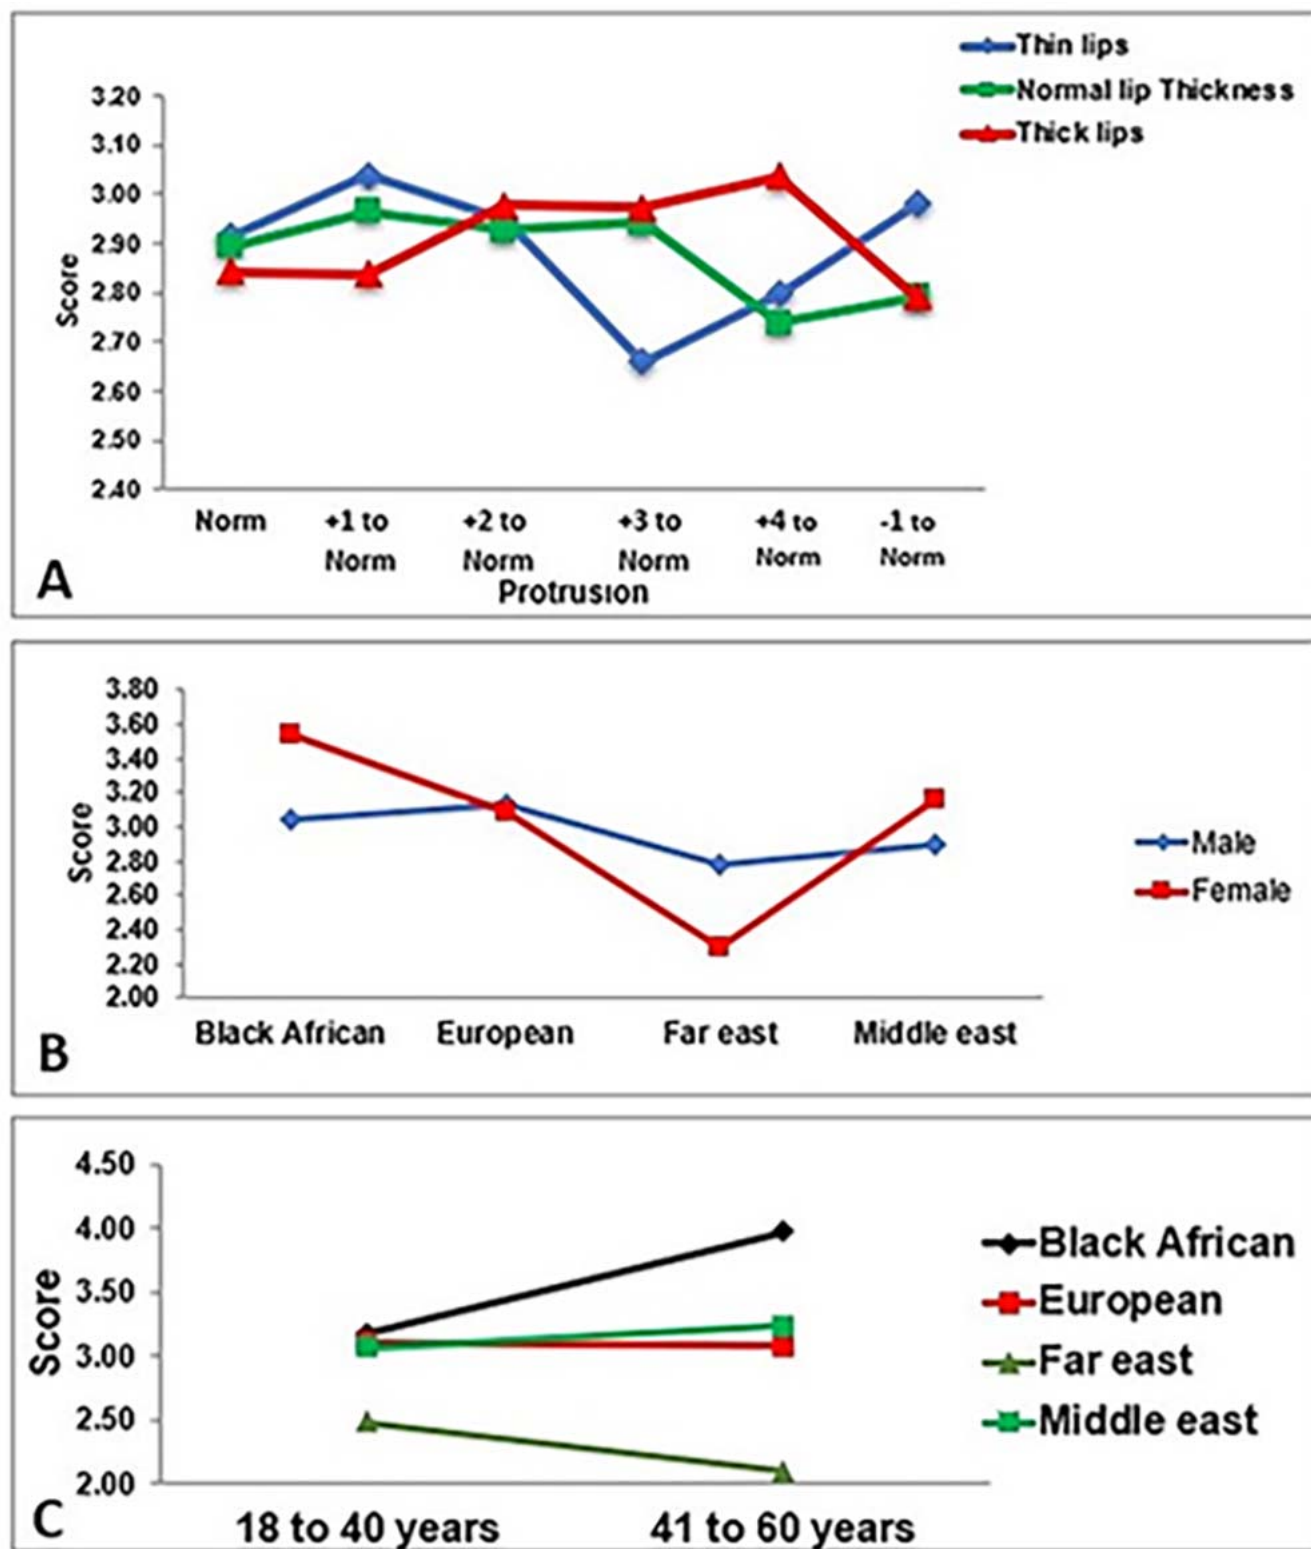 Thin lips
Normal lip Thickness
Thick lips
3.20
3.10
3.00
2.90
2.80
2.70
2.60
2.50
2.40
Score
Norm
+1 to
Norm
+2 to
Norm
+3 to
Norm
+4 to
Norm
-1 to
Norm
Protrusion
A
3.80
3.60
3.40
3.20
3.00
2.80
2.60
2.40
2.20
2.00
Score
Male
Female
Black African
European
Far east
Middle east
B
4.50
4.00
3.50
3.00
2.50
2.00
Score
Black African
European
Far east
Middle east
18 to 40 years
41 to 60 years
C